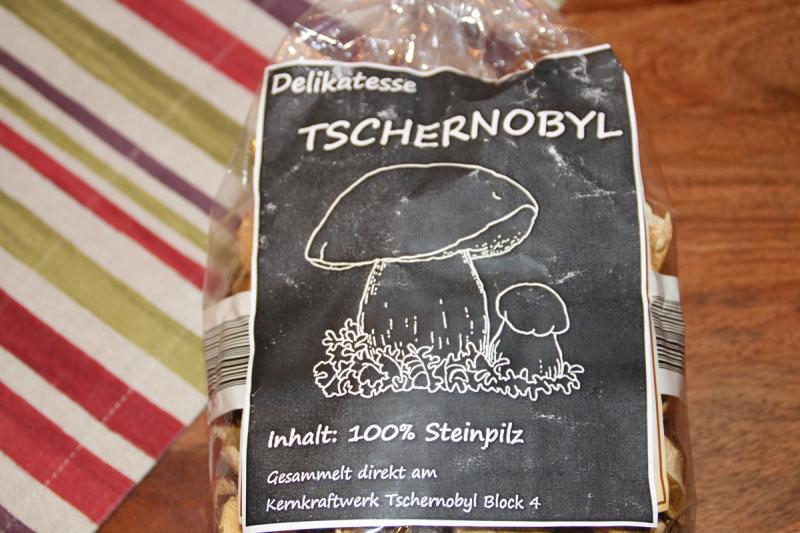 Delikatesse
TSCHERNOBYL
Inhalt: 100% Steinpilz
Gesammelt direkt am
Kernkraftwerk Tschernobyl Block 4